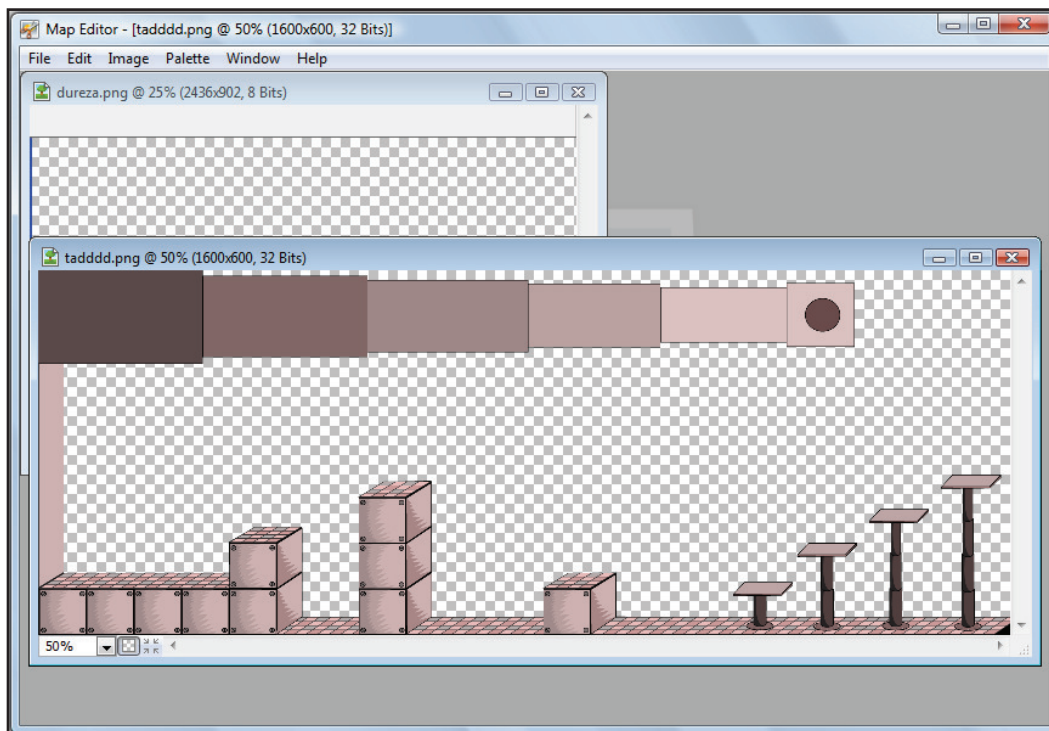 Map Editor - [tadddd.png @ 50% (1600x600, 32 Bits)]
File Edit Image Palette Window Help
dureza.png @ 25% (2436x902, 8 Bits)
tadddd.png @ 50% (1600x600, 32 Bits)
50%